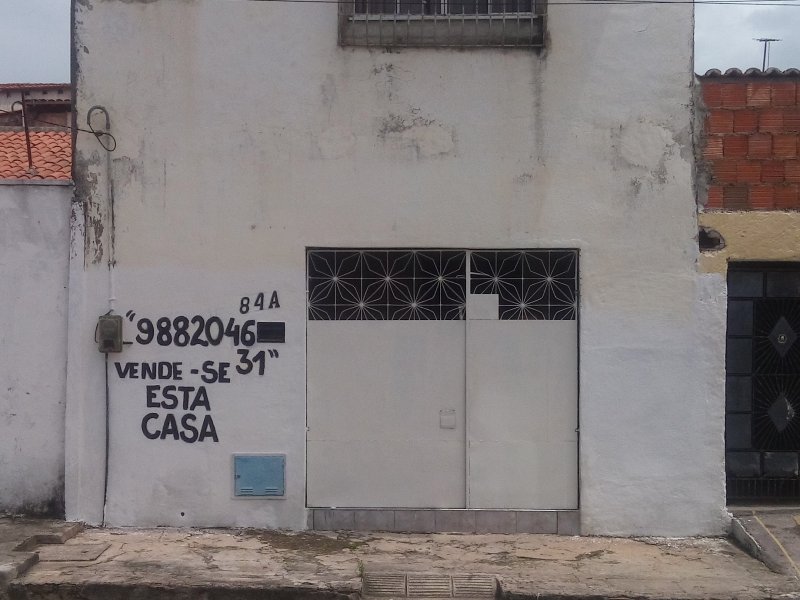 84A
"9882046
31"
VENDE-SE
ESTA
CASA